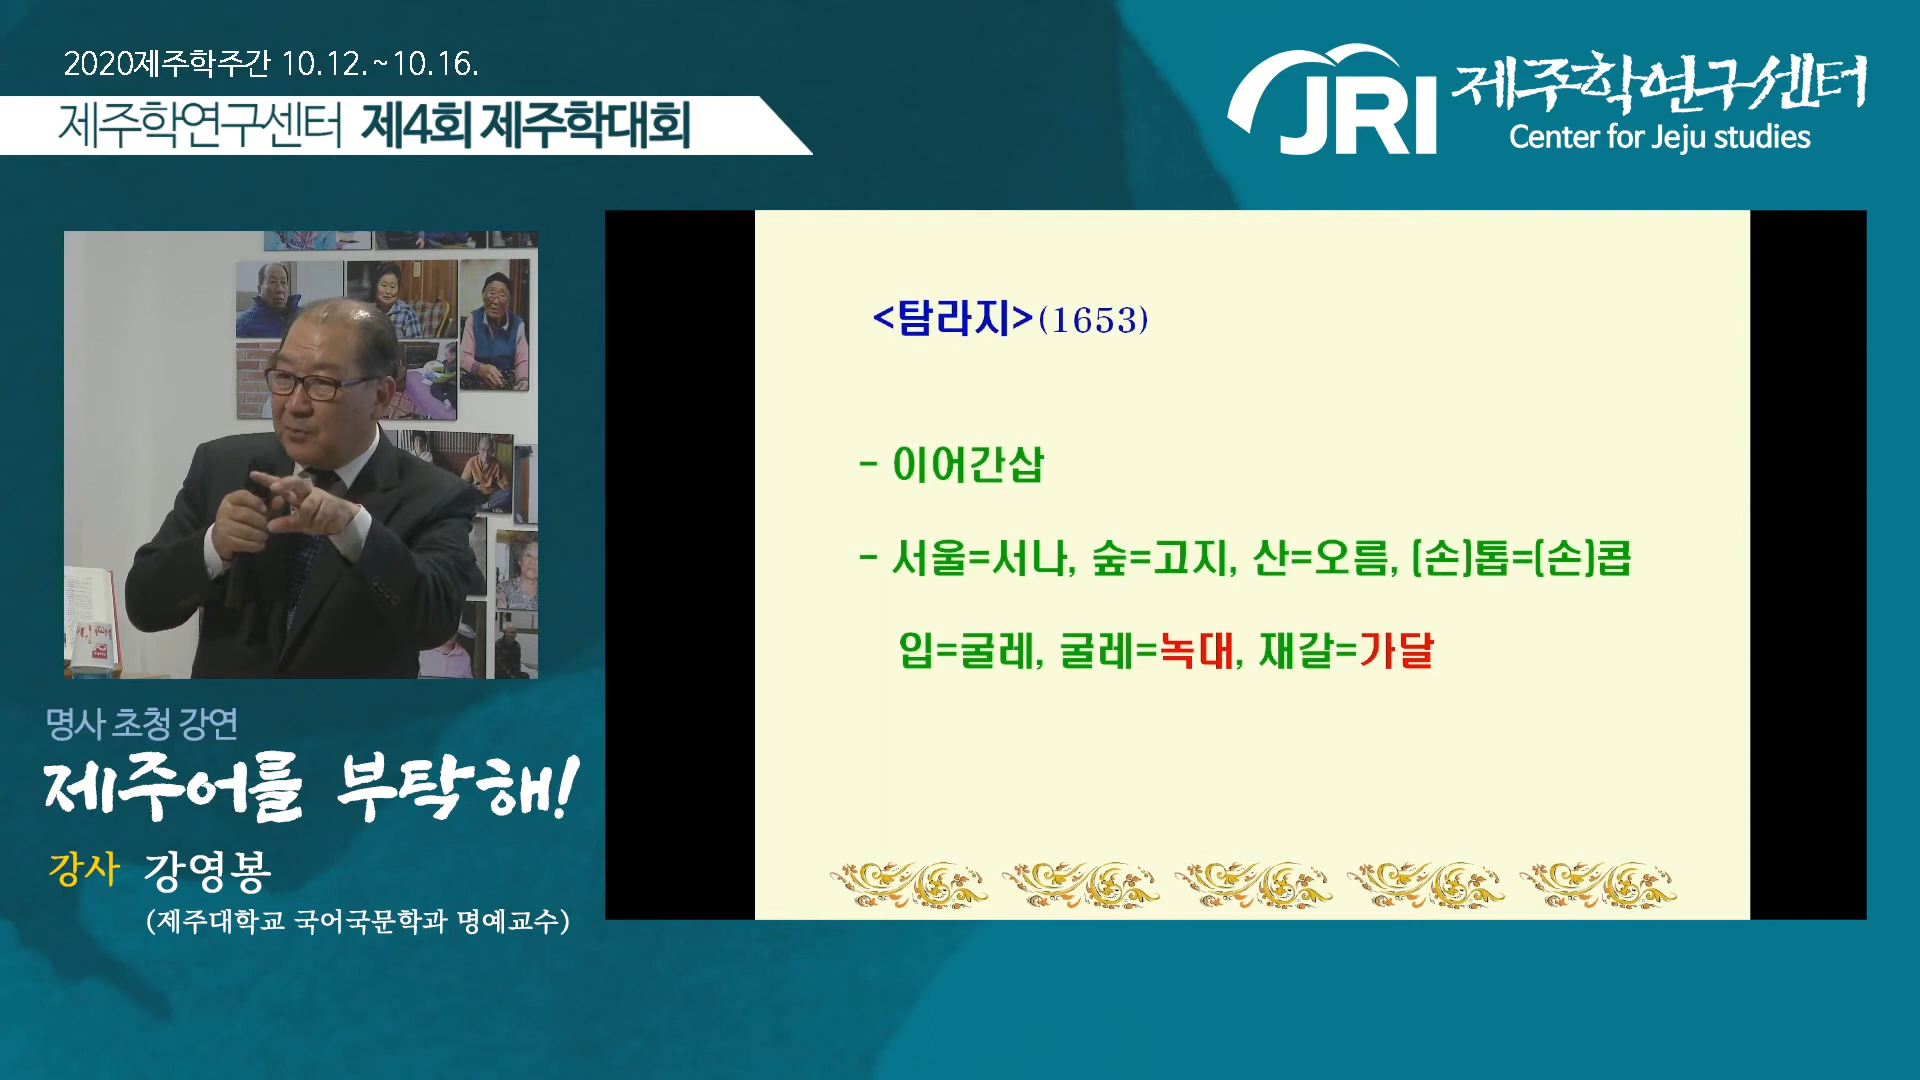 2020제주학주간 10.12.~10.16.
제주학연구센터 제4회 제주학대회
JRI 제주학연구센터
Center for Jeju studies
<탐라지>(1653)
- 이어간삽
- 서울=서나, 숲=고지, 산=오름, (손)톱=(손)콥
입=굴레, 굴레=녹대, 재갈=가달
명사 초청 강연
제주어를 부탁해!
강사 강영봉
(제주대학교 국어국문학과 명예교수)